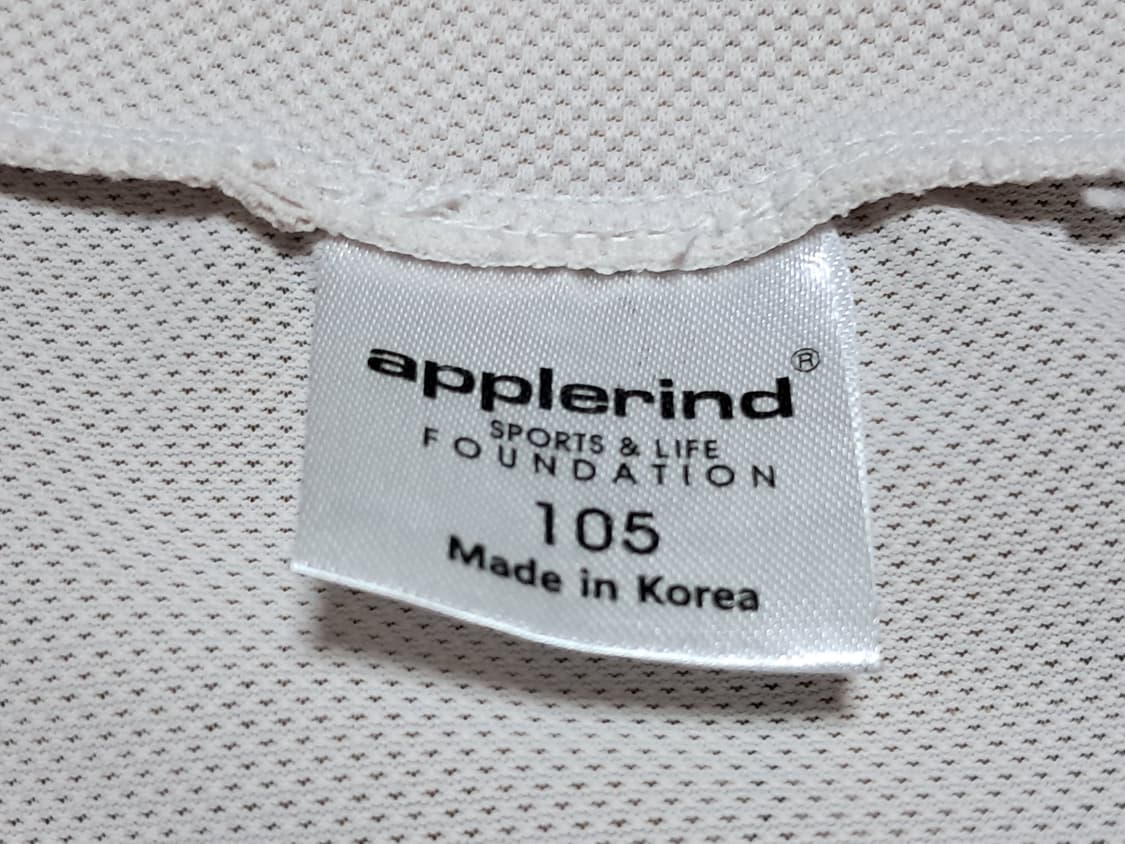 applerind®
SPORTS & LIFE
FOUNDATION
105
Made in Korea